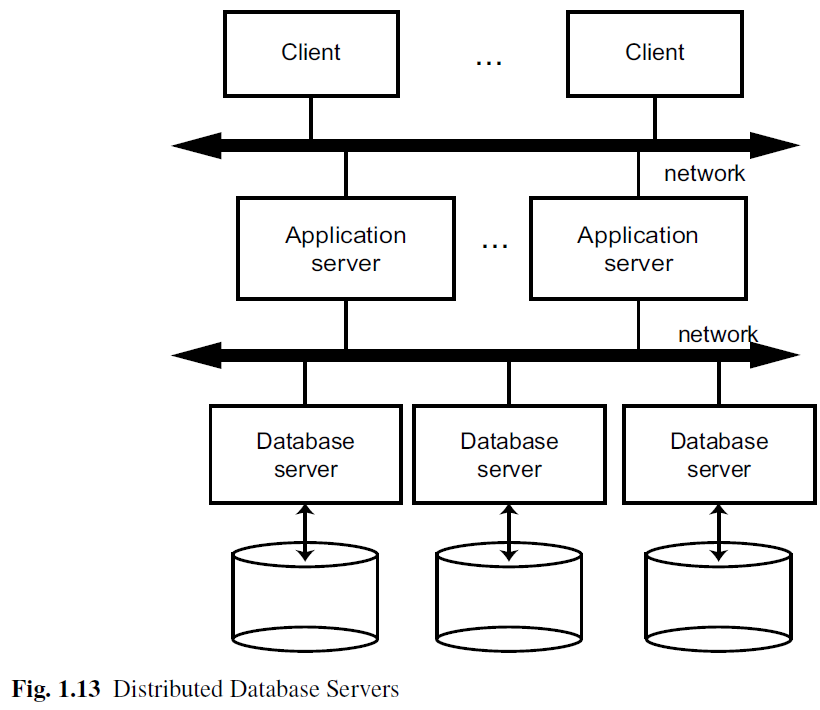 Client ... Client
network
Application ... Application
server server
network
Database Database Database
server server server
Fig. 1.13 Distributed Database Servers